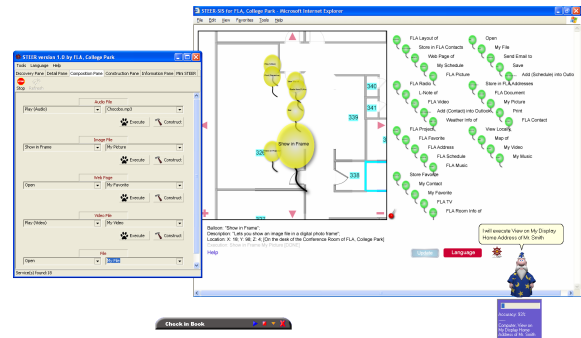 STEER version 1.0 by FLA, College Park
Tools Language Help
Discovery Pane Detail Pane Composition Pane Construction Pane Information Pane Mini STEER
Stop Refresh
Audio File
Play (Audio) Chocolon.mp3
Execute Construct
Image File
Show in Frame My Picture
Execute Construct
Web Page
Open My Favorite
Execute Construct
Video File
Play (Video) My Video
Execute Construct
File
Open My File
Service(s) found: 10
STEER-SIS for FLA, College Park - Microsoft Internet Explorer
File Edit View Favorites Tools Help
340
341
339
326
338
Show in Frame
FLA Layout of
Store in FLA Contacts
Web Page of
My Schedule
FLA Picture
FLA Radio
L-Note of
FLA Video
Add (Contact) into Outlook
Weather Info of
FLA Projects
FLA Favorite
FLA Address
FLA Schedule
FLA Music
Store Favorite
My Contact
My Favorite
FLA TV
FLA Room Info of
Open
My File
Send Email to
Save
Add (Schedule) into Outlo
Store in FLA Addresses
FLA Document
My Picture
Print
FLA Contact
View Locally
Map of
My Video
My Music
Balloon: "Show in Frame";
Description: "Lets you show an image file in a digital photo frame";
Location: X: 18; Y: 98; Z: 4; [On the desk of the Conference Room of FLA, College Park]
Help
Language
I will execute View on My Display
Home Address of Mr. Smith
Accuracy: 93%
Computer: View on
My Display Home
Address of Mr. Smith
Check in Book